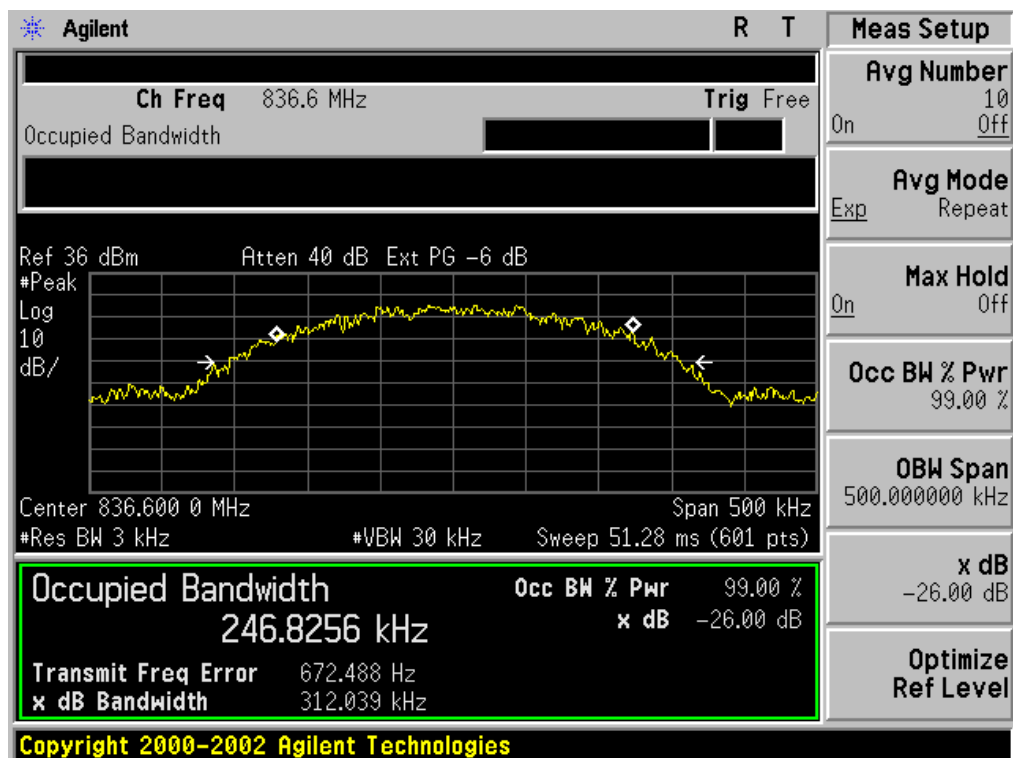 Agilent R T
Ch Freq 836.6 MHz Trig Free
Occupied Bandwidth
Ref 36 dBm Atten 40 dB Ext PG -6 dB
#Peak
Log
10
dB/
Center 836.600 0 MHz Span 500 kHz
#Res BW 3 kHz #VBW 30 kHz Sweep 51.28 ms (601 pts)
Occupied Bandwidth Occ BW % Pwr 99.00 %
246.8256 kHz x dB -26.00 dB
Transmit Freq Error 672.488 Hz
x dB Bandwidth 312.039 kHz
Copyright 2000-2002 Agilent Technologies
Meas Setup
Avg Number
10
On Off
Avg Mode
Exp Repeat
Max Hold
On Off
Occ BW % Pwr
99.00 %
OBW Span
500.000000 kHz
x dB
-26.00 dB
Optimize
Ref Level